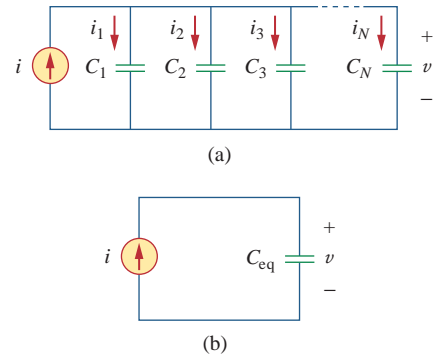 i₁ i₂ i₃ i_N +
i C₁ C₂ C₃ C_N v
−
(a)
+
i C_eq v
−
(b)